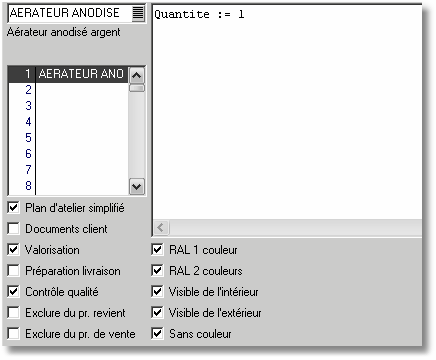 AERATEUR ANODISE
Aérateur anodisé argent
Quantite := 1
1 AERATEUR ANO
2
3
4
5
6
7
8
Plan d'atelier simplifié
Documents client
Valorisation
Préparation livraison
Contrôle qualité
Exclure du pr. revient
Exclure du pr. de vente
RAL 1 couleur
RAL 2 couleurs
Visible de l'intérieur
Visible de l'extérieur
Sans couleur